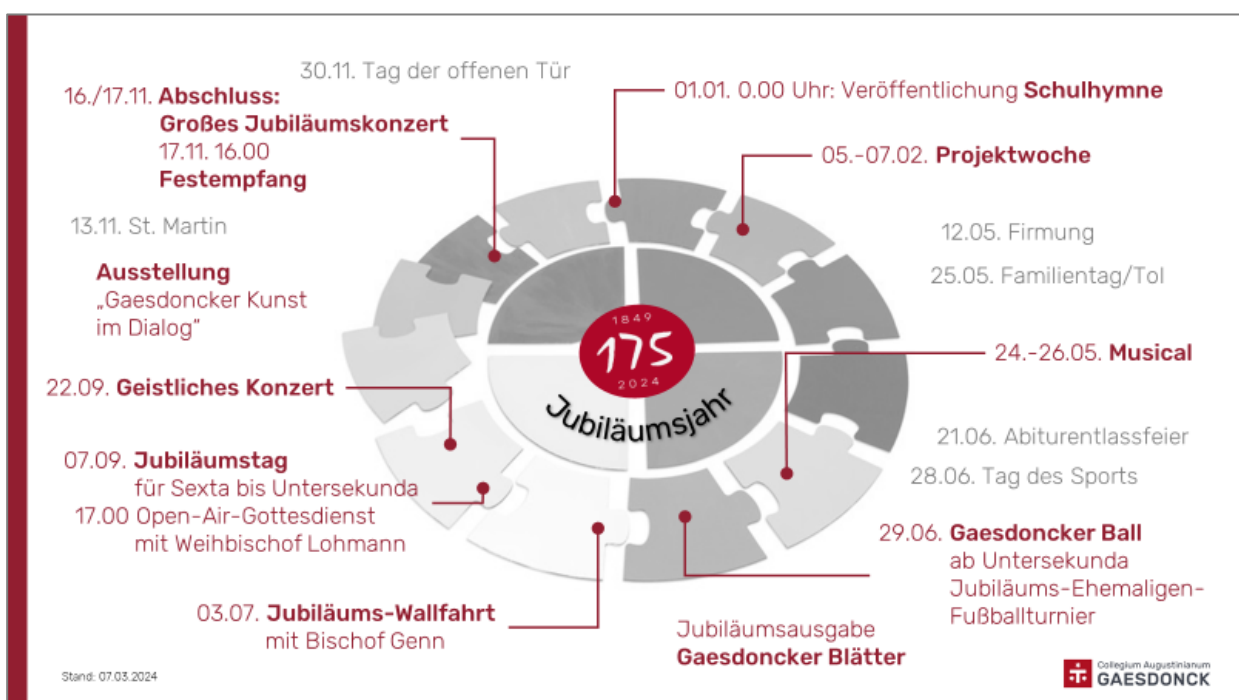 30.11. Tag der offenen Tür
16./17.11. Abschluss:
Großes Jubiläumskonzert
17.11. 16.00
Festempfang
13.11. St. Martin
Ausstellung
„Gaesdoncker Kunst
im Dialog“
22.09. Geistliches Konzert
07.09. Jubiläumstag
für Sexta bis Untersekunda
17.00 Open-Air-Gottesdienst
mit Weihbischof Lohmann
03.07. Jubiläums-Wallfahrt
mit Bischof Genn
Stand: 07.03.2024
1849
175
2024
Jubiläumsjahr
01.01. 0.00 Uhr: Veröffentlichung Schulhymne
05.-07.02. Projektwoche
12.05. Firmung
25.05. Familientag/Tol
24.-26.05. Musical
21.06. Abiturentlassfeier
28.06. Tag des Sports
29.06. Gaesdoncker Ball
ab Untersekunda
Jubiläums-Ehemaligen-
Fußballturnier
Jubiläumsausgabe
Gaesdoncker Blätter
Collegium Augustinianum
GAESDONCK